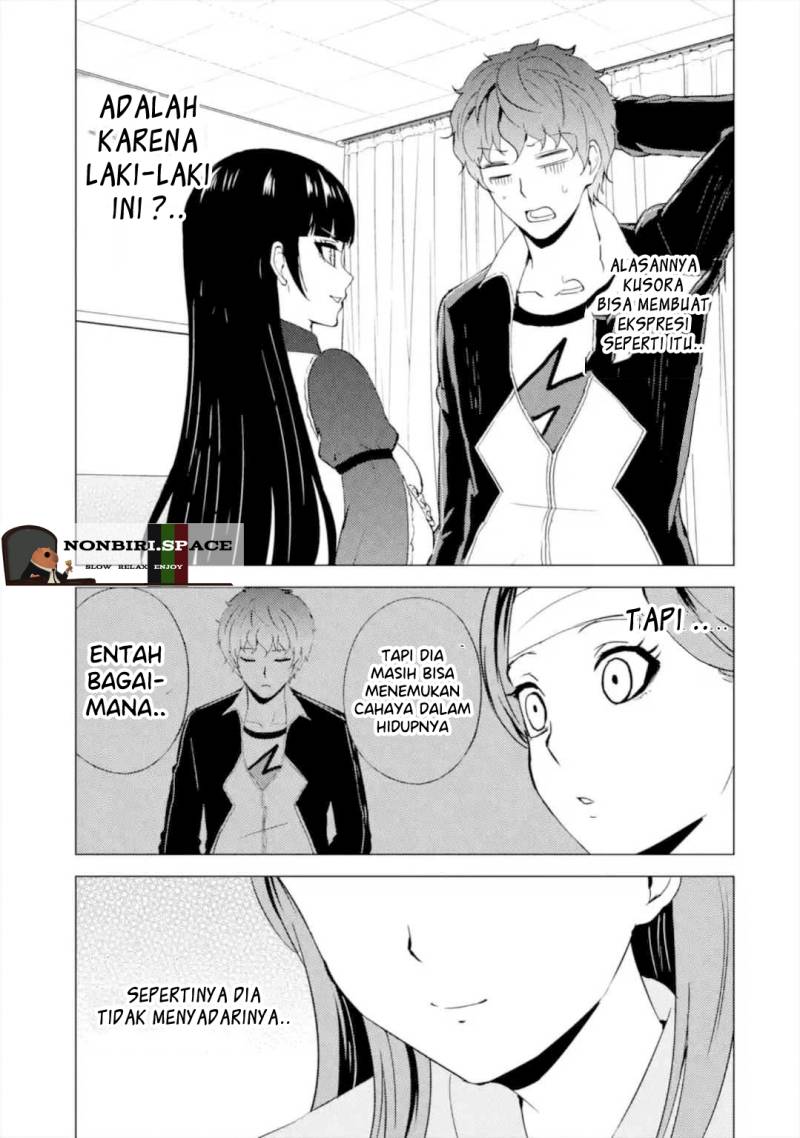 ALASANNYA
KUSORA
BISA MEMBUAT
EKSPRESI
SEPERTI ITU..
ADALAH
KARENA
LAKI-LAKI
INI ?..
NONBIRI.SPACE
SLOW RELAX ENJOY
TAPI .. ..
TAPI DIA
MASIH BISA
MENEMUKAN
CAHAYA DALAM
HIDUPNYA
ENTAH
BAGAI-
MANA..
SEPERTINYA DIA
TIDAK MENYADARINYA..